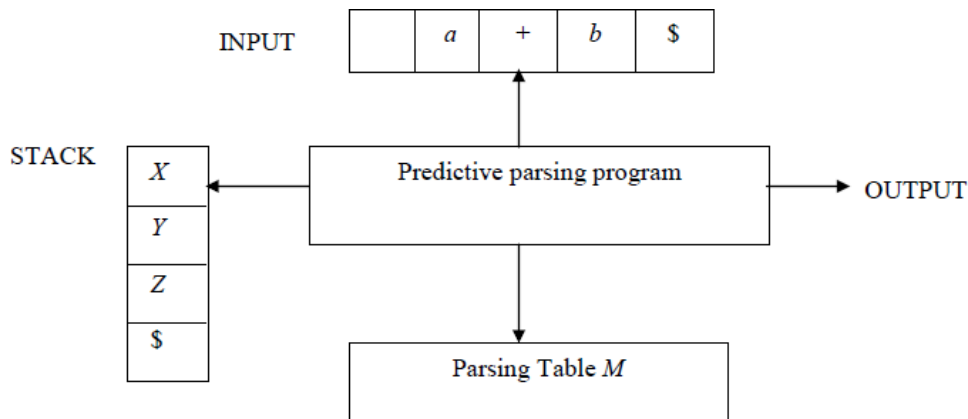 INPUT a + b $
STACK
X
Predictive parsing program
OUTPUT
Y
Z
$
Parsing Table M